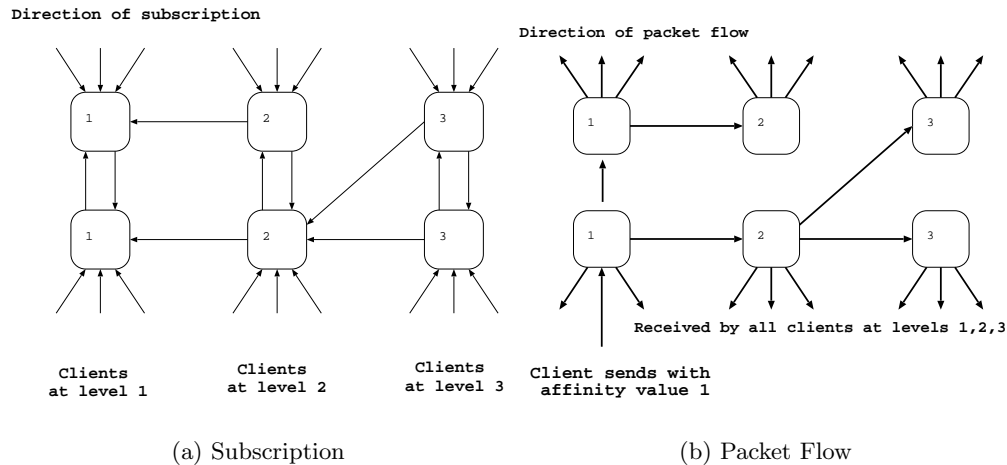 Direction of subscription
1
2
3
1
2
3
Clients
at level 1
Clients
at level 2
Clients
at level 3
(a) Subscription
Direction of packet flow
1
2
3
1
2
3
Received by all clients at levels 1,2,3
Client sends with
affinity value 1
(b) Packet Flow